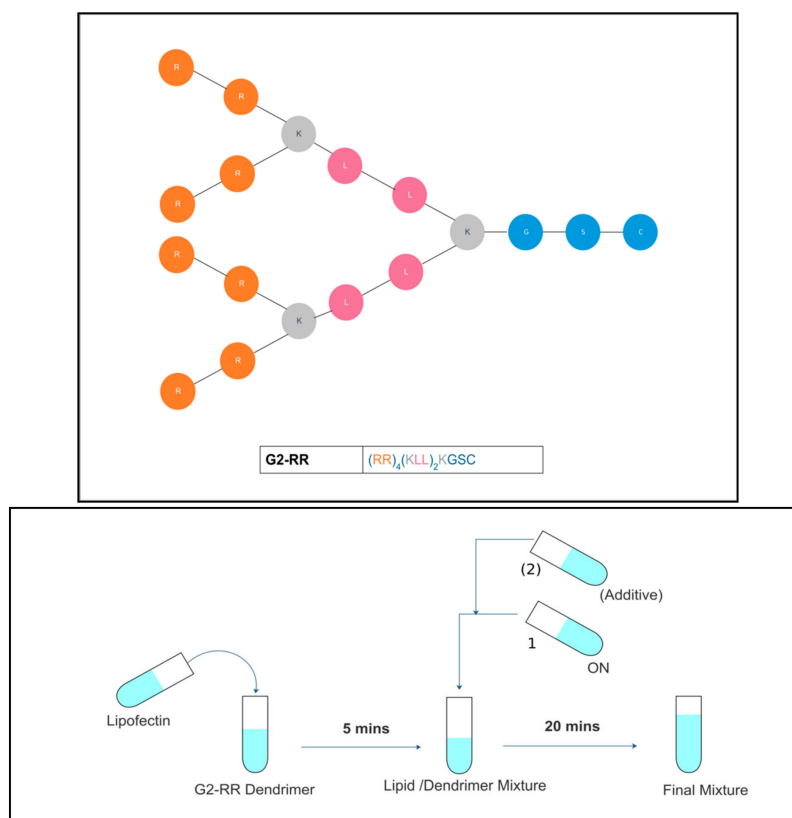 R
R
K
R
L
R
L
R
K
G
S
C
R
L
L
K
R
R
G2-RR (RR)4(KLL)2KGSC
(2)
(Additive)
1
ON
Lipofectin
5 mins
20 mins
G2-RR Dendrimer
Lipid /Dendrimer Mixture
Final Mixture